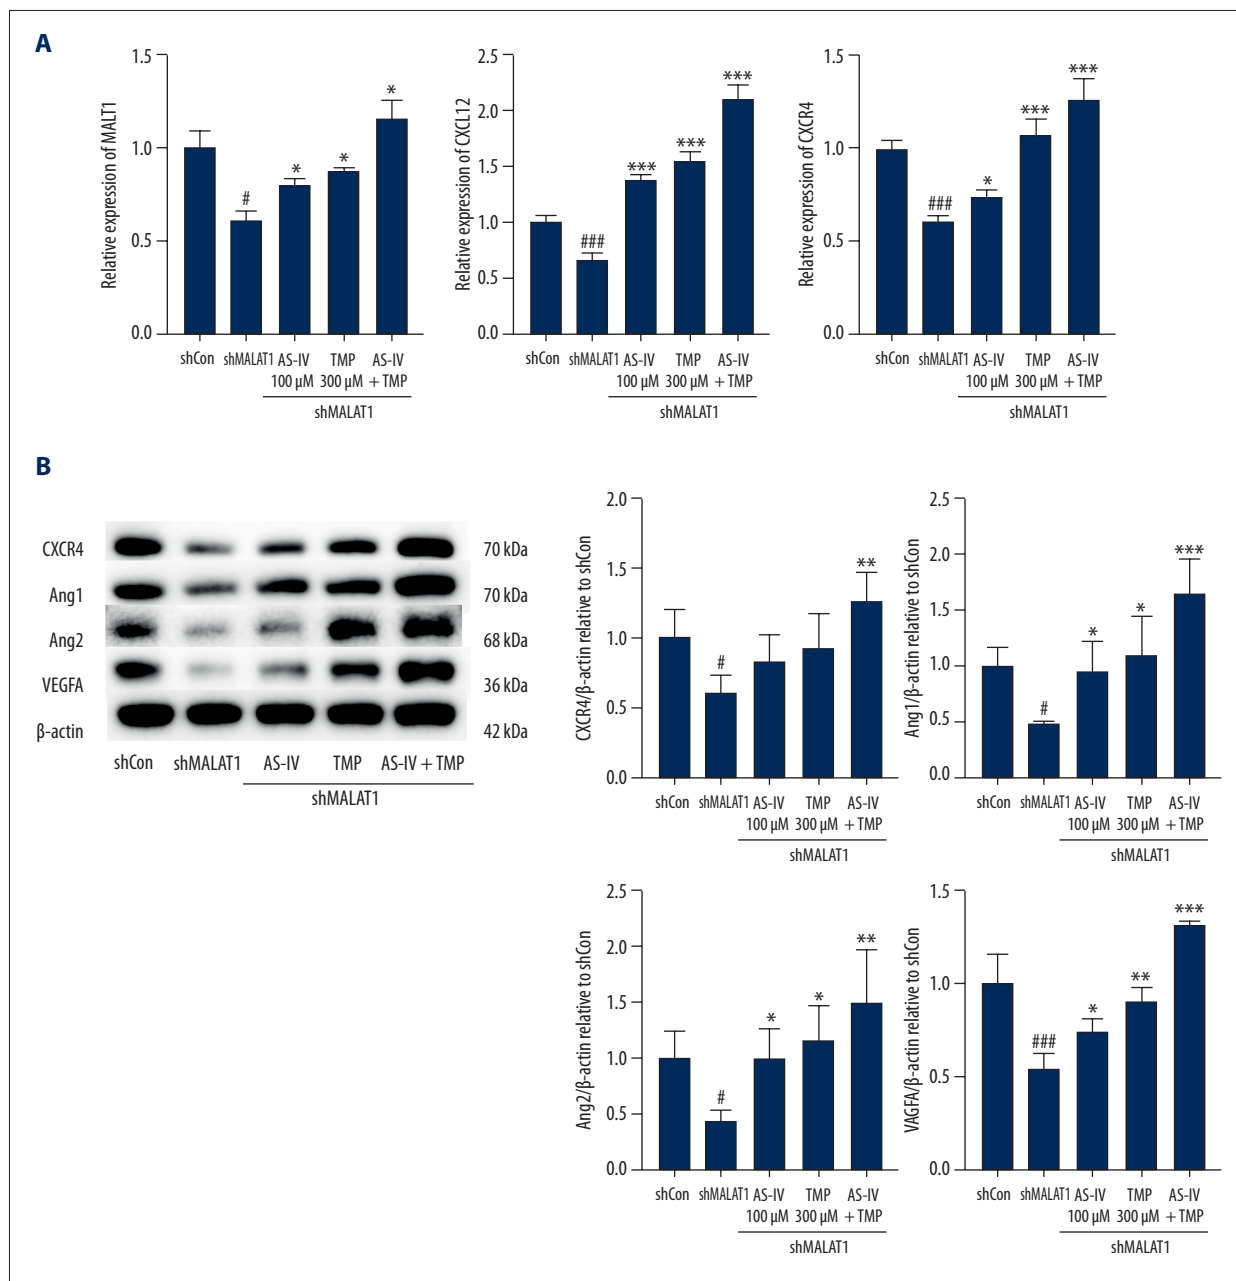 A
Relative expression of MALT1
1.5
1.0
0.5
0.0
*
*
*
#
shCon
shMALAT1
AS-IV
100 µM
TMP
300 µM
AS-IV
+ TMP
shMALAT1
Relative expression of CXCL12
2.5
2.0
1.5
1.0
0.5
0.0
###
***
***
***
shCon
shMALAT1
AS-IV
100 µM
TMP
300 µM
AS-IV
+ TMP
shMALAT1
Relative expression of CXCR4
1.5
1.0
0.5
0.0
###
*
***
***
shCon
shMALAT1
AS-IV
100 µM
TMP
300 µM
AS-IV
+ TMP
shMALAT1
B
CXCR4 70 kDa
Ang1 70 kDa
Ang2 68 kDa
VEGFA 36 kDa
β-actin 42 kDa
shCon shMALAT1 AS-IV TMP AS-IV + TMP
shMALAT1
CXCR4/β-actin relative to shCon
2.0
1.5
1.0
0.5
0.0
#
**
shCon
shMALAT1
AS-IV
100 µM
TMP
300 µM
AS-IV
+ TMP
shMALAT1
Ang1/β-actin relative to shCon
2.5
2.0
1.5
1.0
0.5
0.0
#
*
*
***
shCon
shMALAT1
AS-IV
100 µM
TMP
300 µM
AS-IV
+ TMP
shMALAT1
Ang2/β-actin relative to shCon
2.5
2.0
1.5
1.0
0.5
0.0
#
*
*
**
shCon
shMALAT1
AS-IV
100 µM
TMP
300 µM
AS-IV
+ TMP
shMALAT1
VAGFA/β-actin relative to shCon
1.5
1.0
0.5
0.0
###
*
**
***
shCon
shMALAT1
AS-IV
100 µM
TMP
300 µM
AS-IV
+ TMP
shMALAT1